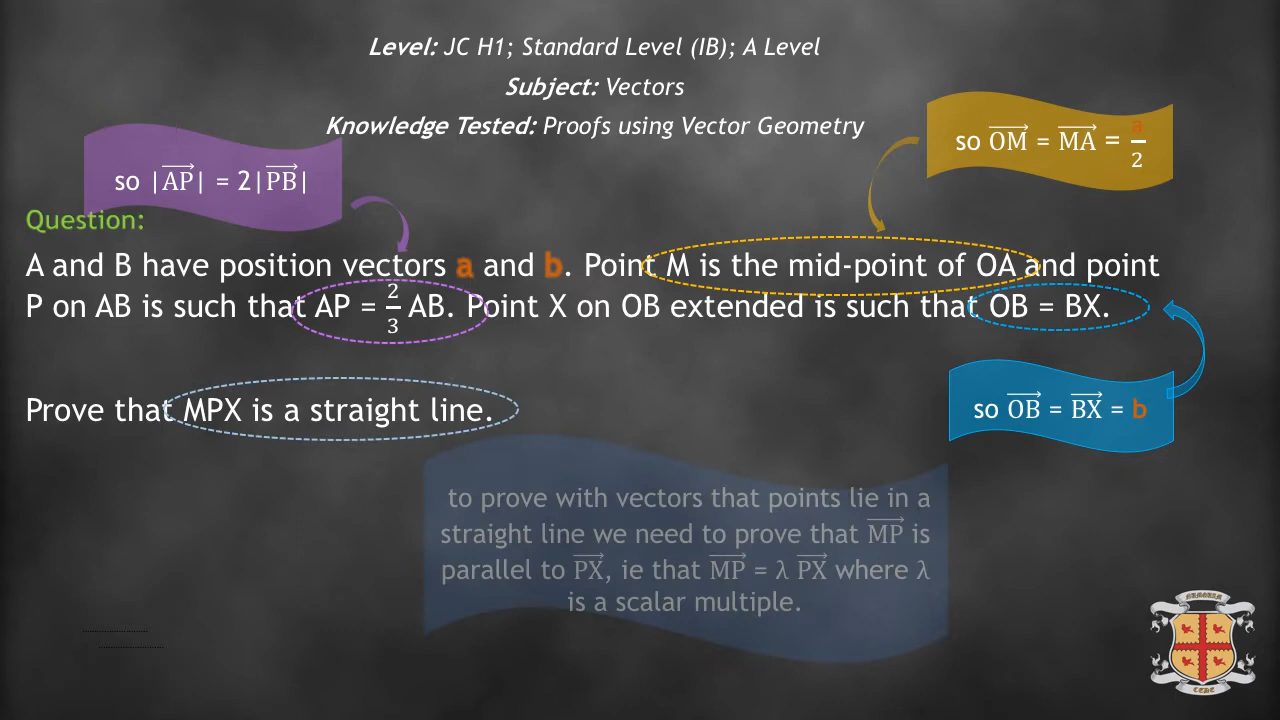 Level: JC H1; Standard Level (IB); A Level
Subject: Vectors
Knowledge Tested: Proofs using Vector Geometry
so |AP⃗| = 2|PB⃗|
so OM⃗ = MA⃗ = a/2
Question:
A and B have position vectors a and b. Point M is the mid-point of OA and point
P on AB is such that AP = 2/3 AB. Point X on OB extended is such that OB = BX.
Prove that MPX is a straight line.
so OB⃗ = BX⃗ = b
to prove with vectors that points lie in a
straight line we need to prove that MP⃗ is
parallel to PX⃗, ie that MP⃗ = λ PX⃗ where λ
is a scalar multiple.
NUMQUAM
CEDE